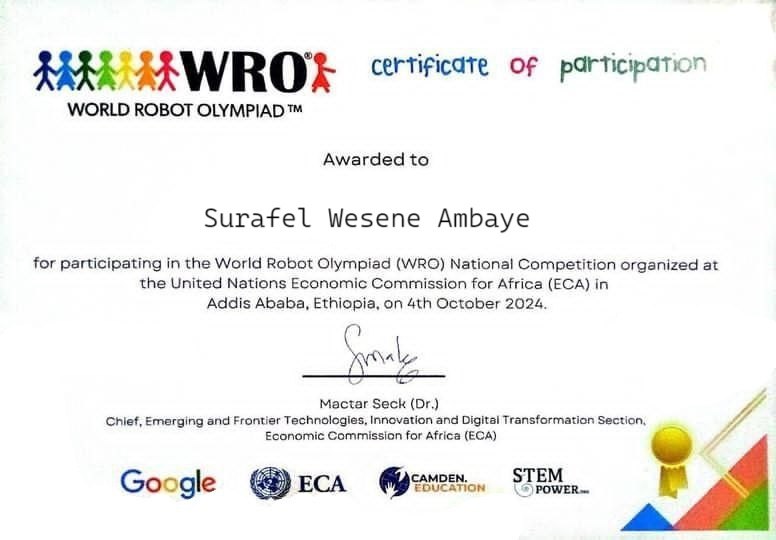 WRO®
WORLD ROBOT OLYMPIAD™
certificate of participation
Awarded to
Surafel Wesene Ambaye
for participating in the World Robot Olympiad (WRO) National Competition organized at
the United Nations Economic Commission for Africa (ECA) in
Addis Ababa, Ethiopia, on 4th October 2024.
Mactar Seck (Dr.)
Chief, Emerging and Frontier Technologies, Innovation and Digital Transformation Section,
Economic Commission for Africa (ECA)
Google
ECA
CAMDEN.
EDUCATION
STEM
POWER